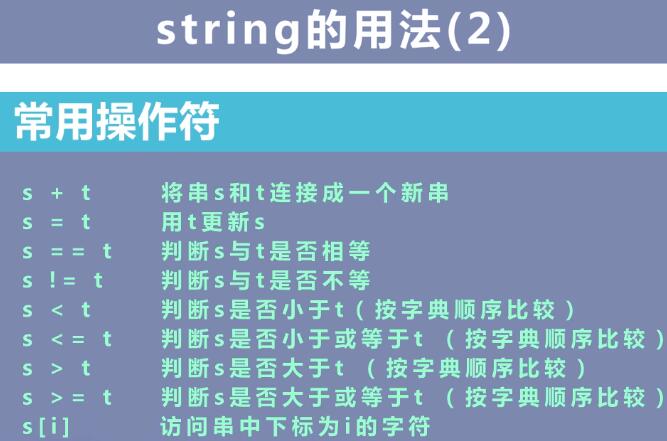 string的用法(2)
常用操作符
s + t 将串s和t连接成一个新串
s = t 用t更新s
s == t 判断s与t是否相等
s != t 判断s与t是否不等
s < t 判断s是否小于t（按字典顺序比较）
s <= t 判断s是否小于或等于t （按字典顺序比较）
s > t 判断s是否大于t （按字典顺序比较）
s >= t 判断s是否大于或等于t （按字典顺序比较）
s[i] 访问串中下标为i的字符